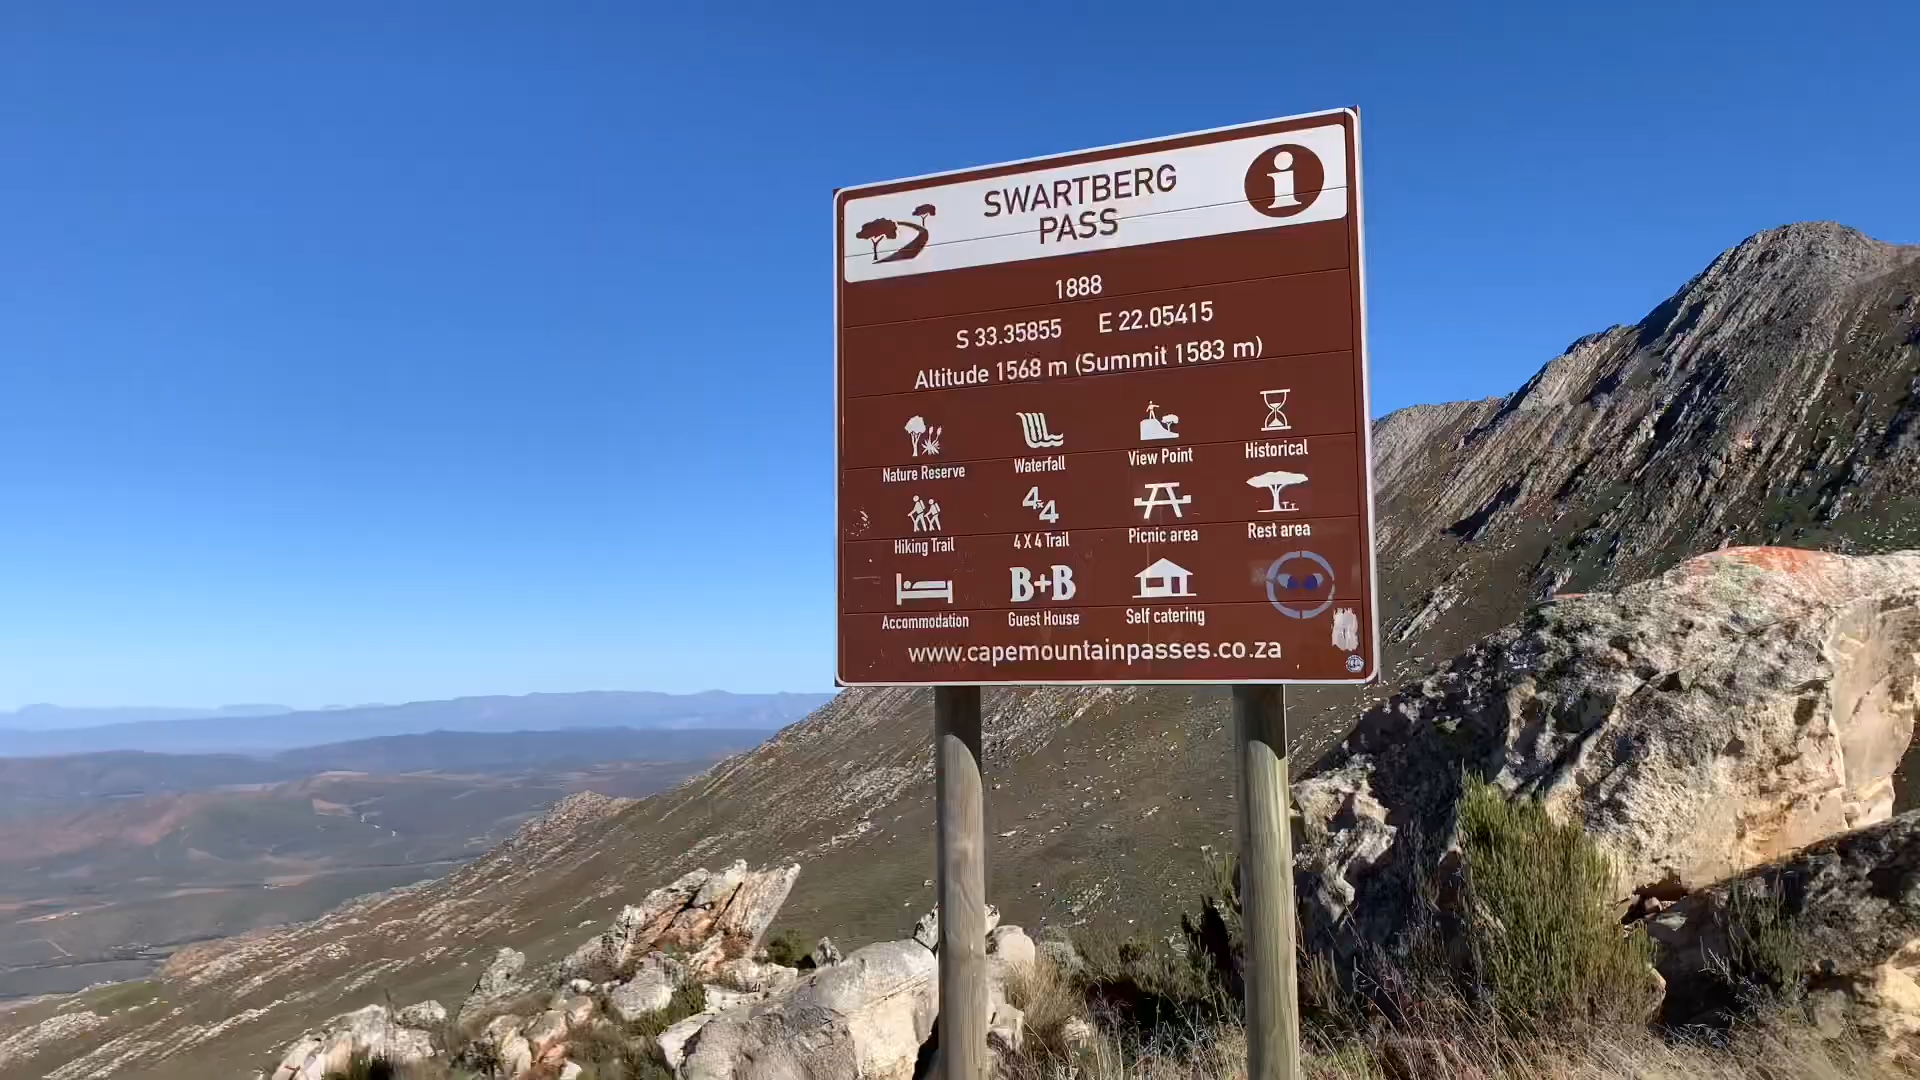 SWARTBERG
PASS
1888
S 33.35855 E 22.05415
Altitude 1568 m (Summit 1583 m)
Nature Reserve Waterfall View Point Historical
4x4
Hiking Trail 4 X 4 Trail Picnic area Rest area
B+B
Accommodation Guest House Self catering
www.capemountainpasses.co.za